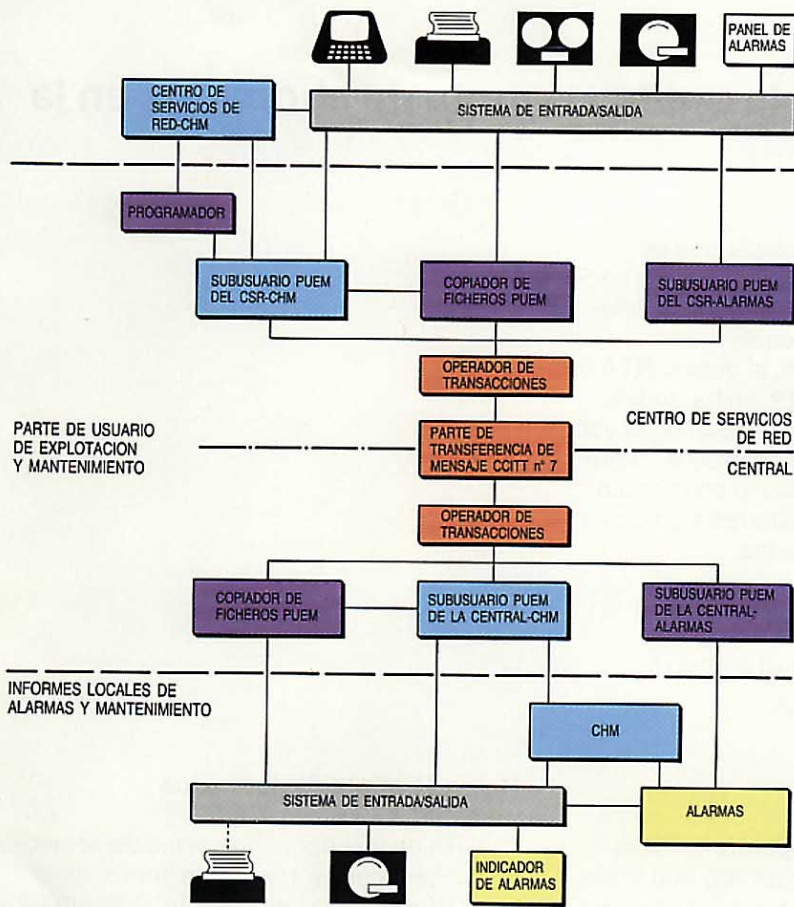 PANEL DE
ALARMAS
CENTRO DE
SERVICIOS DE
RED-CHM
SISTEMA DE ENTRADA/SALIDA
PROGRAMADOR
SUBUSUARIO PUEM
DEL CSR-CHM
COPIADOR DE
FICHEROS PUEM
SUBUSUARIO PUEM
DEL CSR-ALARMAS
OPERADOR DE
TRANSACCIONES
PARTE DE USUARIO
DE EXPLOTACION
Y MANTENIMIENTO
PARTE DE
TRANSFERENCIA DE
MENSAJE CCITT n° 7
CENTRO DE SERVICIOS
DE RED
CENTRAL
OPERADOR DE
TRANSACCIONES
COPIADOR DE
FICHEROS PUEM
SUBUSUARIO PUEM
DE LA CENTRAL-CHM
SUBUSUARIO PUEM
DE LA CENTRAL-
ALARMAS
INFORMES LOCALES DE
ALARMAS Y MANTENIMIENTO
CHM
SISTEMA DE ENTRADA/SALIDA
ALARMAS
INDICADOR
DE ALARMAS